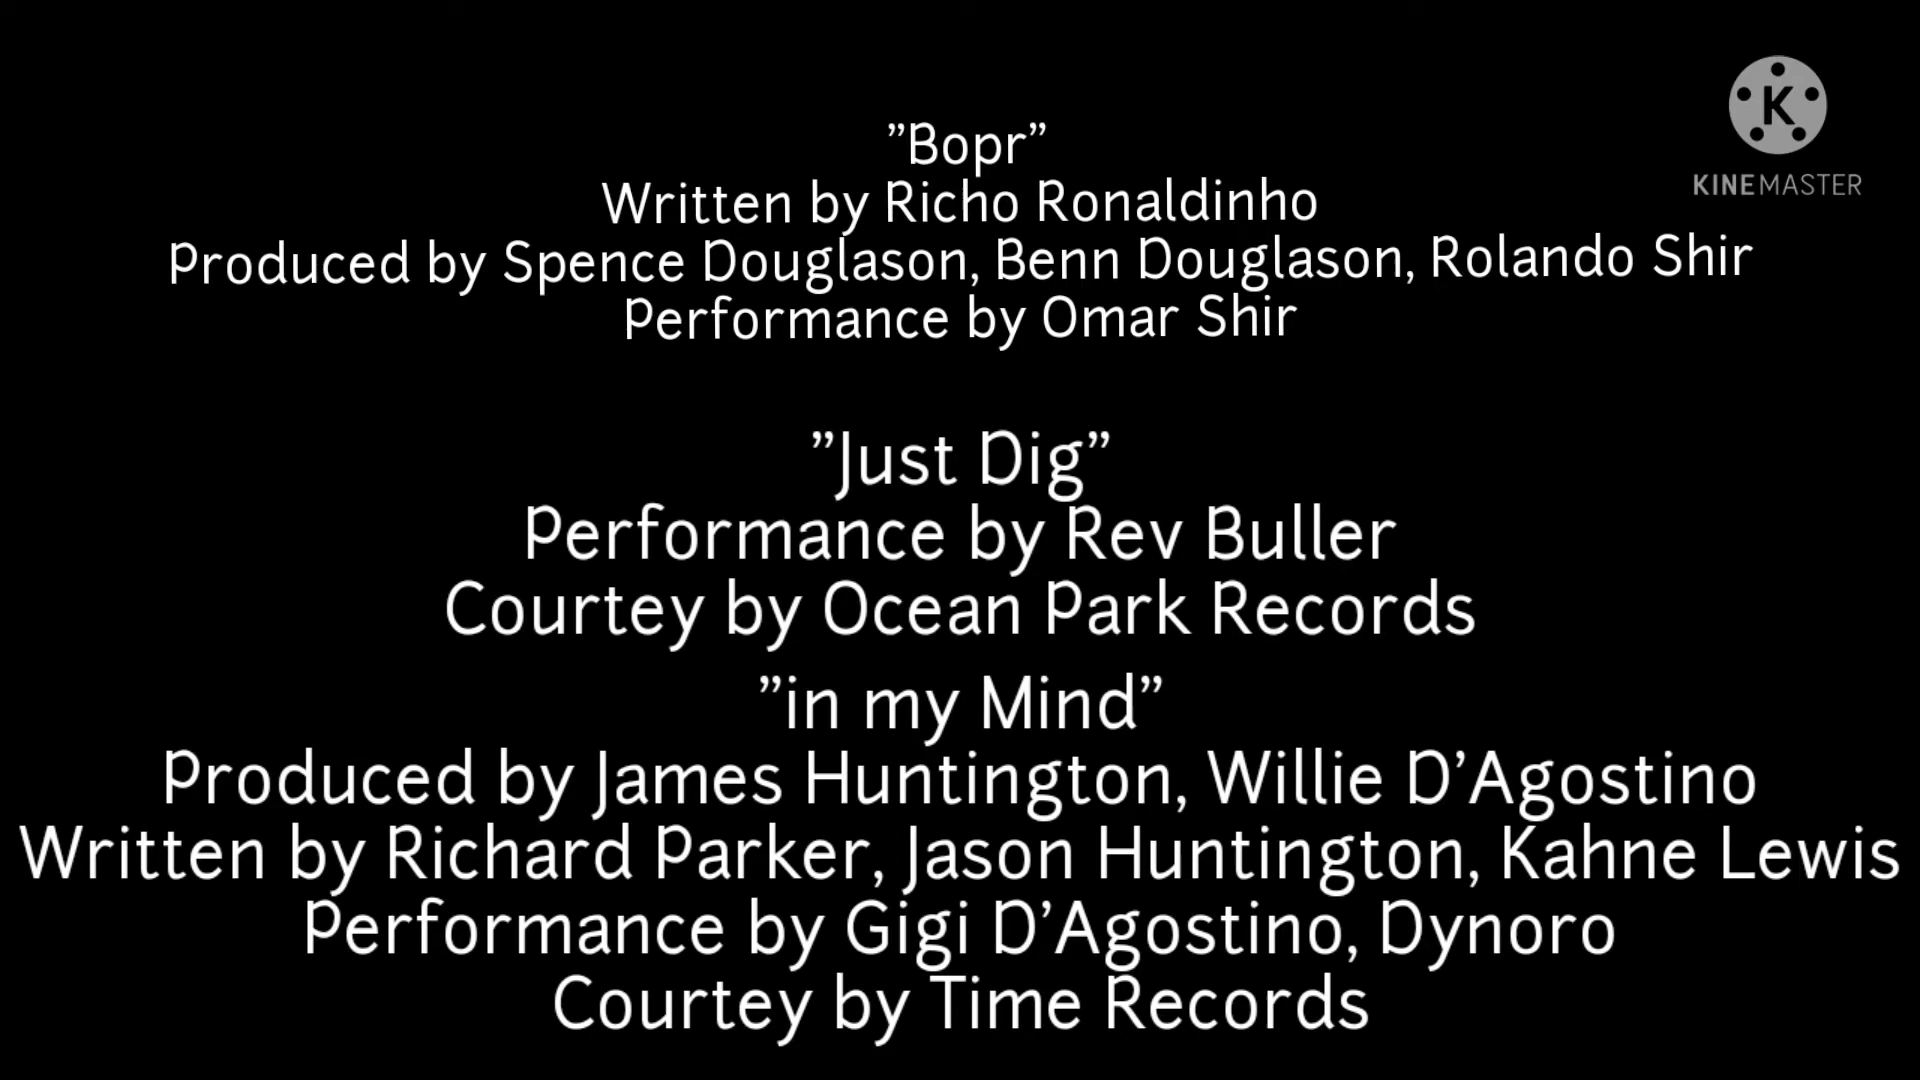 ”Bopr”
Written by Richo Ronaldinho
Produced by Spence Douglason, Benn Douglason, Rolando Shir
Performance by Omar Shir
”Just Dig”
Performance by Rev Buller
Courtey by Ocean Park Records
”in my Mind”
Produced by James Huntington, Willie D’Agostino
Written by Richard Parker, Jason Huntington, Kahne Lewis
Performance by Gigi D’Agostino, Dynoro
Courtey by Time Records
K
KINEMASTER